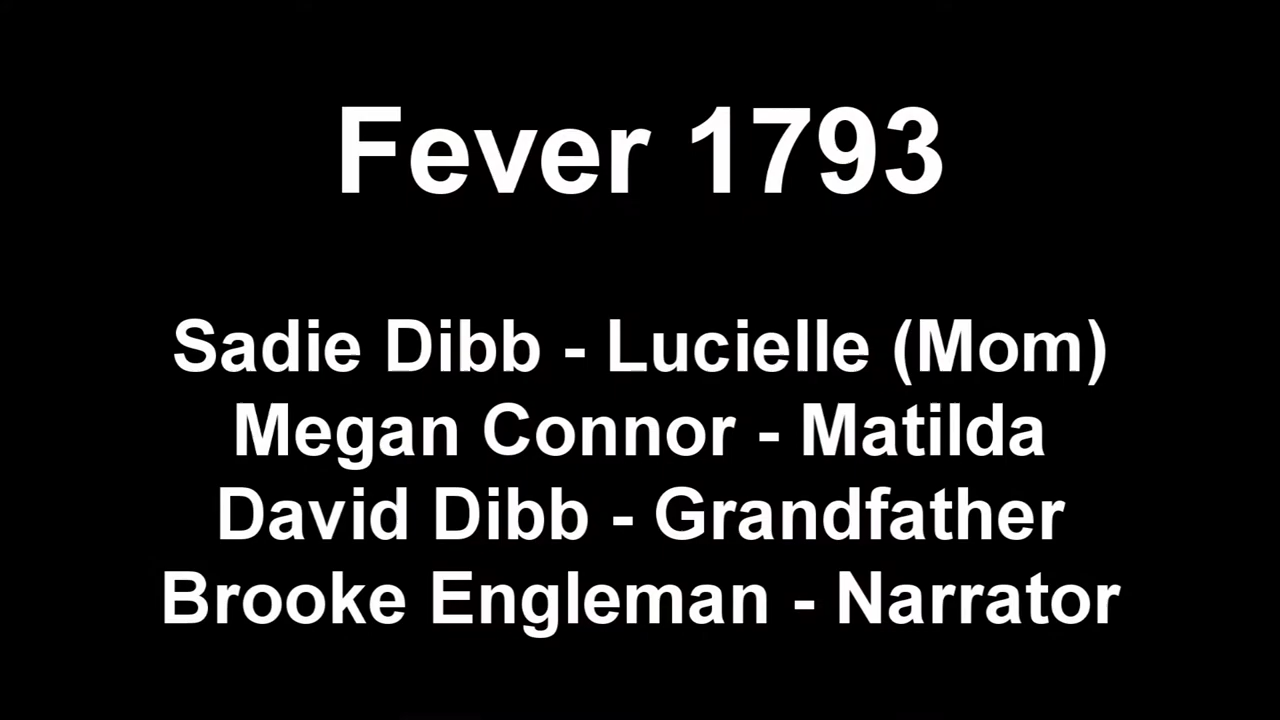 Fever 1793
Sadie Dibb - Lucielle (Mom)
Megan Connor - Matilda
David Dibb - Grandfather
Brooke Engleman - Narrator